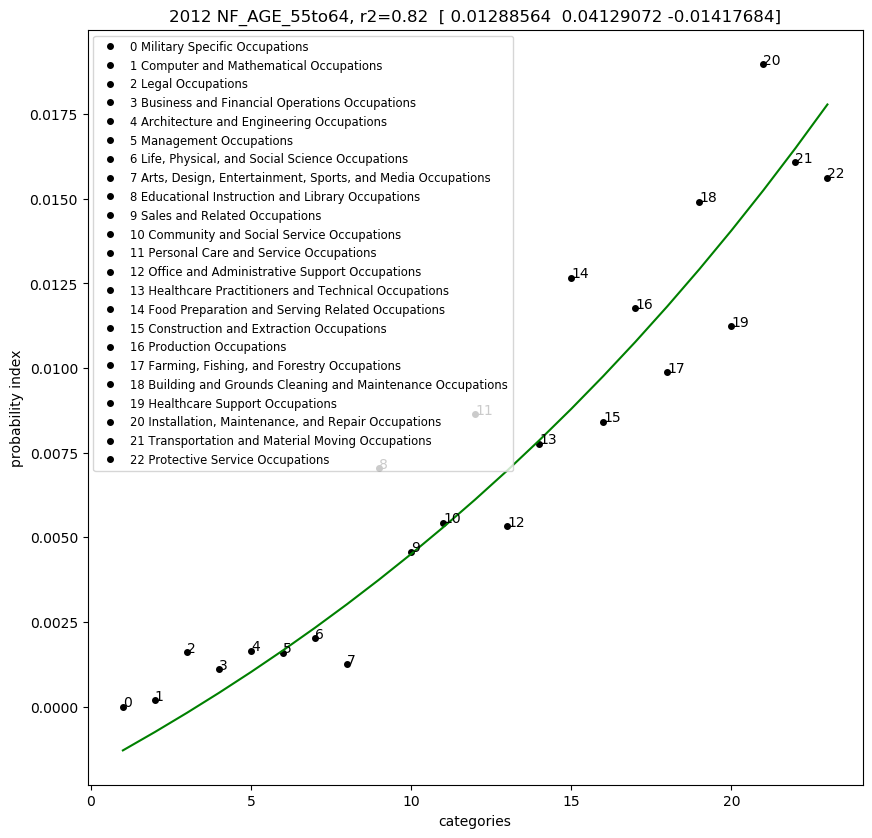 2012 NF_AGE_55to64, r2=0.82 [ 0.01288564 0.04129072 -0.01417684]
0 Military Specific Occupations
1 Computer and Mathematical Occupations
2 Legal Occupations
3 Business and Financial Operations Occupations
4 Architecture and Engineering Occupations
5 Management Occupations
6 Life, Physical, and Social Science Occupations
7 Arts, Design, Entertainment, Sports, and Media Occupations
8 Educational Instruction and Library Occupations
9 Sales and Related Occupations
10 Community and Social Service Occupations
11 Personal Care and Service Occupations
12 Office and Administrative Support Occupations
13 Healthcare Practitioners and Technical Occupations
14 Food Preparation and Serving Related Occupations
15 Construction and Extraction Occupations
16 Production Occupations
17 Farming, Fishing, and Forestry Occupations
18 Building and Grounds Cleaning and Maintenance Occupations
19 Healthcare Support Occupations
20 Installation, Maintenance, and Repair Occupations
21 Transportation and Material Moving Occupations
22 Protective Service Occupations
probability index
0.0175
0.0150
0.0125
0.0100
0.0075
0.0050
0.0025
0.0000
0
1
2
3
4
5
6
7
8
9
10
11
12
13
14
15
16
17
18
19
20
21
22
0
5
10
15
20
categories